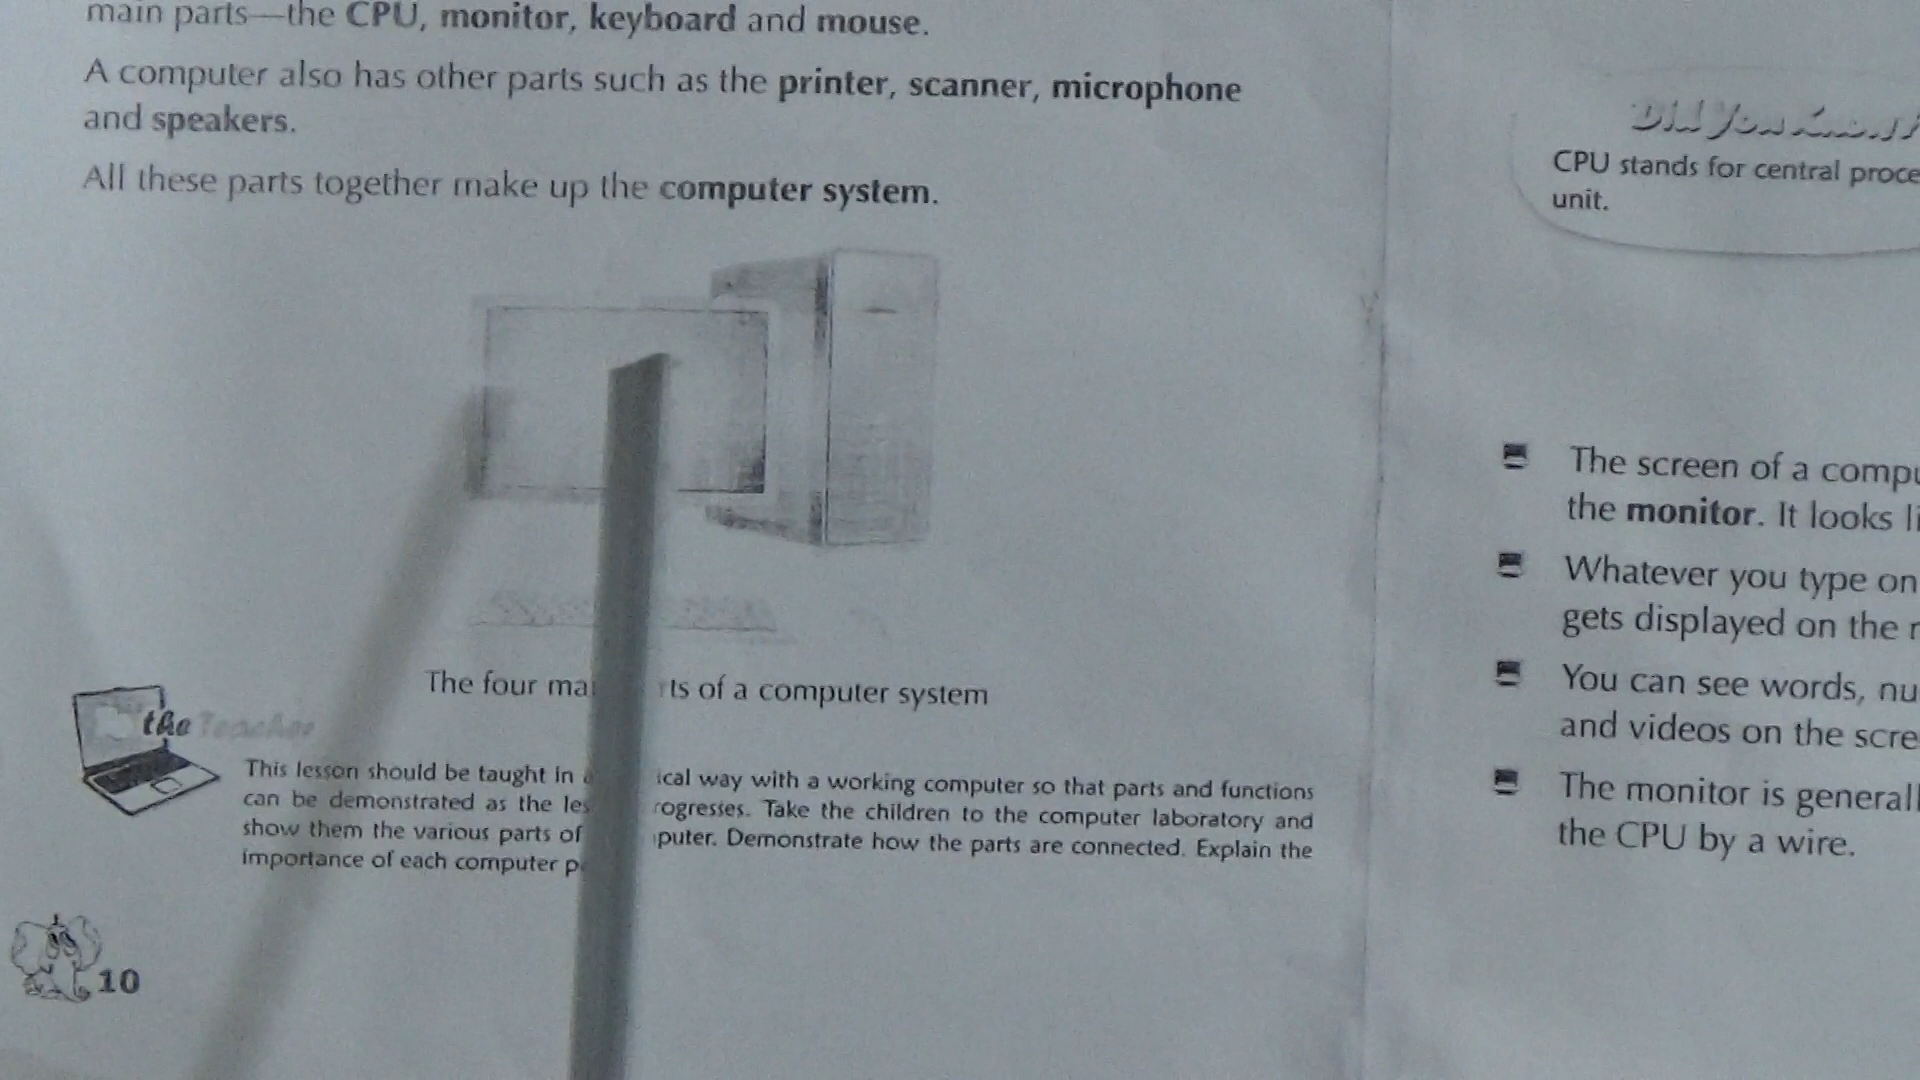 main parts—the CPU, monitor, keyboard and mouse.
A computer also has other parts such as the printer, scanner, microphone
and speakers.
All these parts together make up the computer system.
The four ma ts of a computer system
the Teacher
This lesson should be taught in ical way with a working computer so that parts and functions
can be demonstrated as the les rogresses. Take the children to the computer laboratory and
show them the various parts of puter. Demonstrate how the parts are connected. Explain the
importance of each computer p
10
Did You Know?
CPU stands for central proce
unit.
The screen of a compu
the monitor. It looks li
Whatever you type on
gets displayed on the
You can see words, nu
and videos on the scre
The monitor is generall
the CPU by a wire.